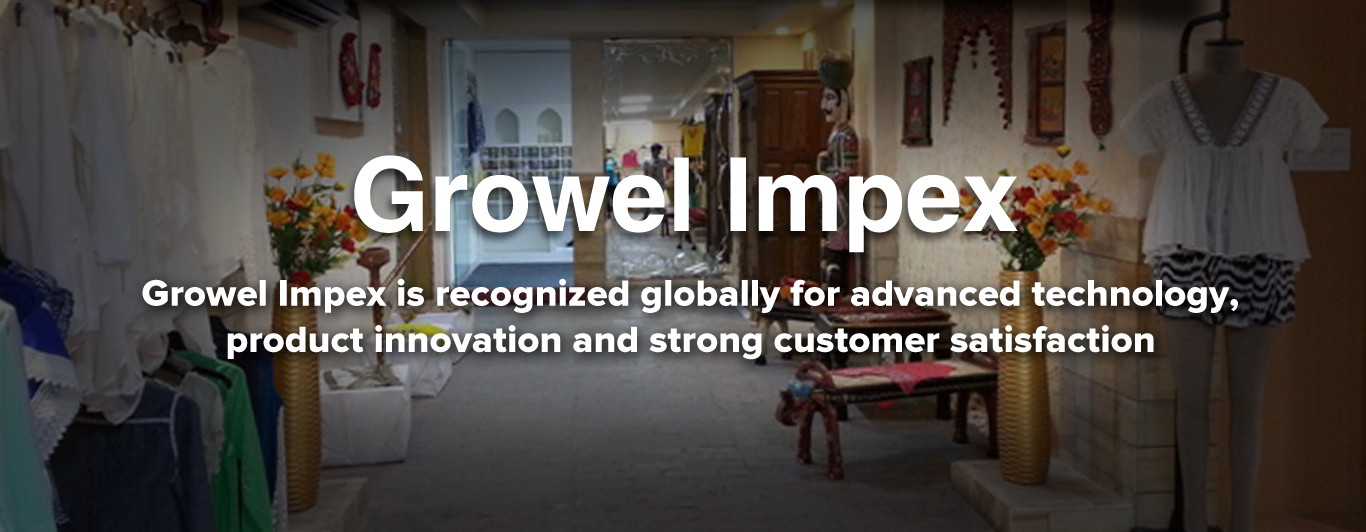 Growel Impex
Growel Impex is recognized globally for advanced technology,
product innovation and strong customer satisfaction